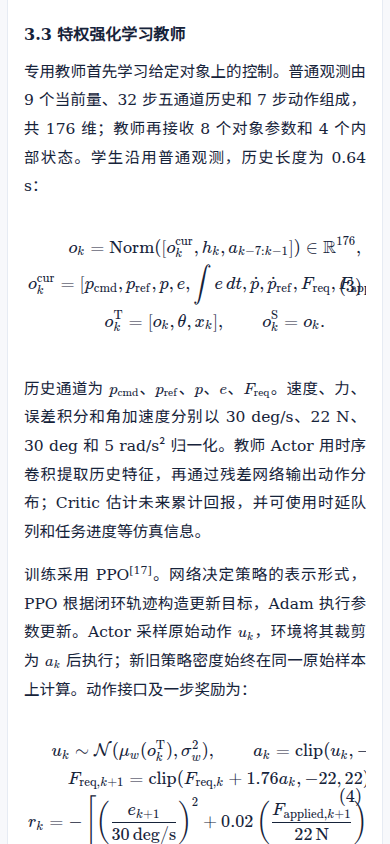 3.3 特权强化学习教师
专用教师首先学习给定对象上的控制。普通观测由
9 个当前量、32 步五通道历史和 7 步动作组成，
共 176 维；教师再接收 8 个对象参数和 4 个内
部状态。学生沿用普通观测，历史长度为 0.64
s：
o_k = Norm([o_k^cur, h_k, a_{k−7:k−1}]) ∈ ℝ^176,
o_k^cur = [p_cmd, p_ref, p, e, ∫ e dt, ṗ, ṗ_ref, F_req, F_app
(3)
o_k^T = [o_k, θ, x_k], o_k^S = o_k.
历史通道为 p_cmd、p_ref、p、e、F_req。速度、力、
误差积分和角加速度分别以 30 deg/s、22 N、
30 deg 和 5 rad/s² 归一化。教师 Actor 用时序
卷积提取历史特征，再通过残差网络输出动作分
布；Critic 估计未来累计回报，并可使用时延队
列和任务进度等仿真信息。
训练采用 PPO[17]。网络决定策略的表示形式，
PPO 根据闭环轨迹构造更新目标，Adam 执行参
数更新。Actor 采样原始动作 u_k，环境将其裁剪
为 a_k 后执行；新旧策略密度始终在同一原始样本
上计算。动作接口及一步奖励为：
u_k ∼ 𝒩(μ_w(o_k^T), σ_w^2), a_k = clip(u_k, −
F_{req,k+1} = clip(F_{req,k} + 1.76a_k, −22, 22)
(4)
r_k = −[(e_{k+1}/30 deg/s)^2 + 0.02 (F_{applied,k+1}/22 N)